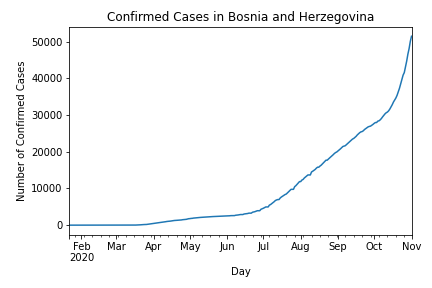 Confirmed Cases in Bosnia and Herzegovina
Number of Confirmed Cases
50000
40000
30000
20000
10000
0
Feb Mar Apr May Jun Jul Aug Sep Oct Nov
2020
Day